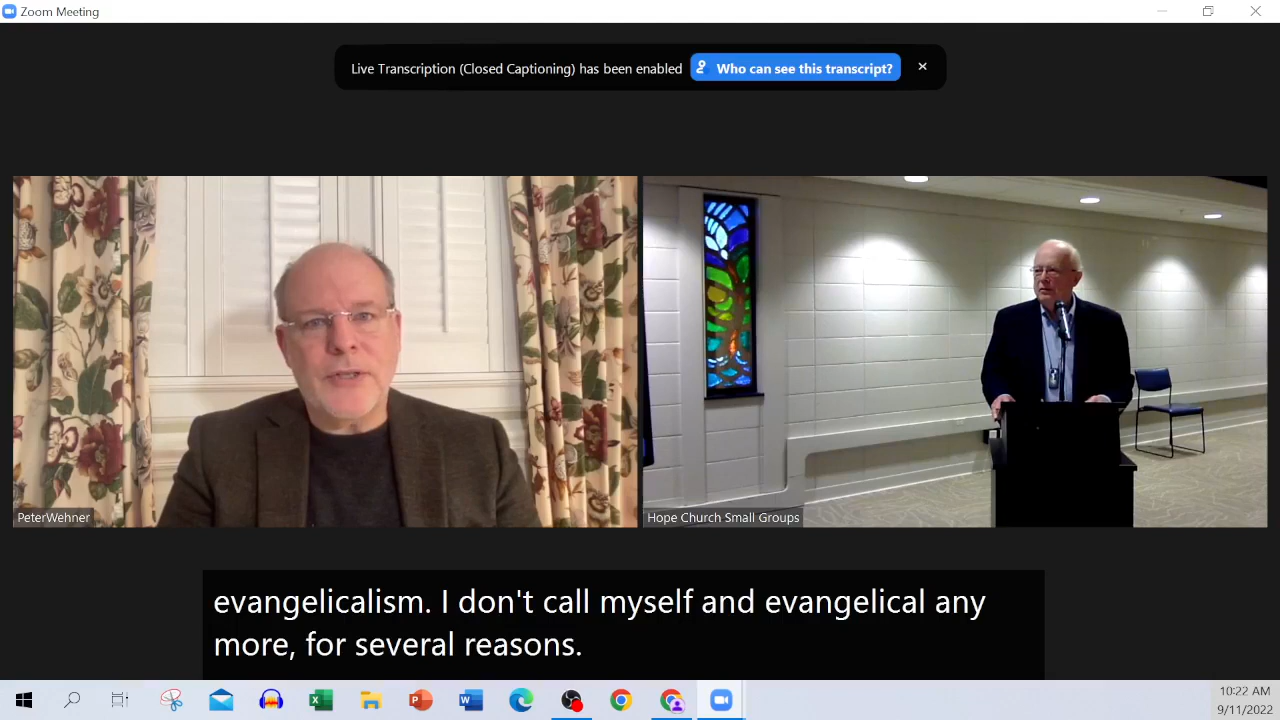 Zoom Meeting
Live Transcription (Closed Captioning) has been enabled Who can see this transcript?
PeterWehner
Hope Church Small Groups
evangelicalism. I don't call myself and evangelical any
more, for several reasons.
10:22 AM
9/11/2022